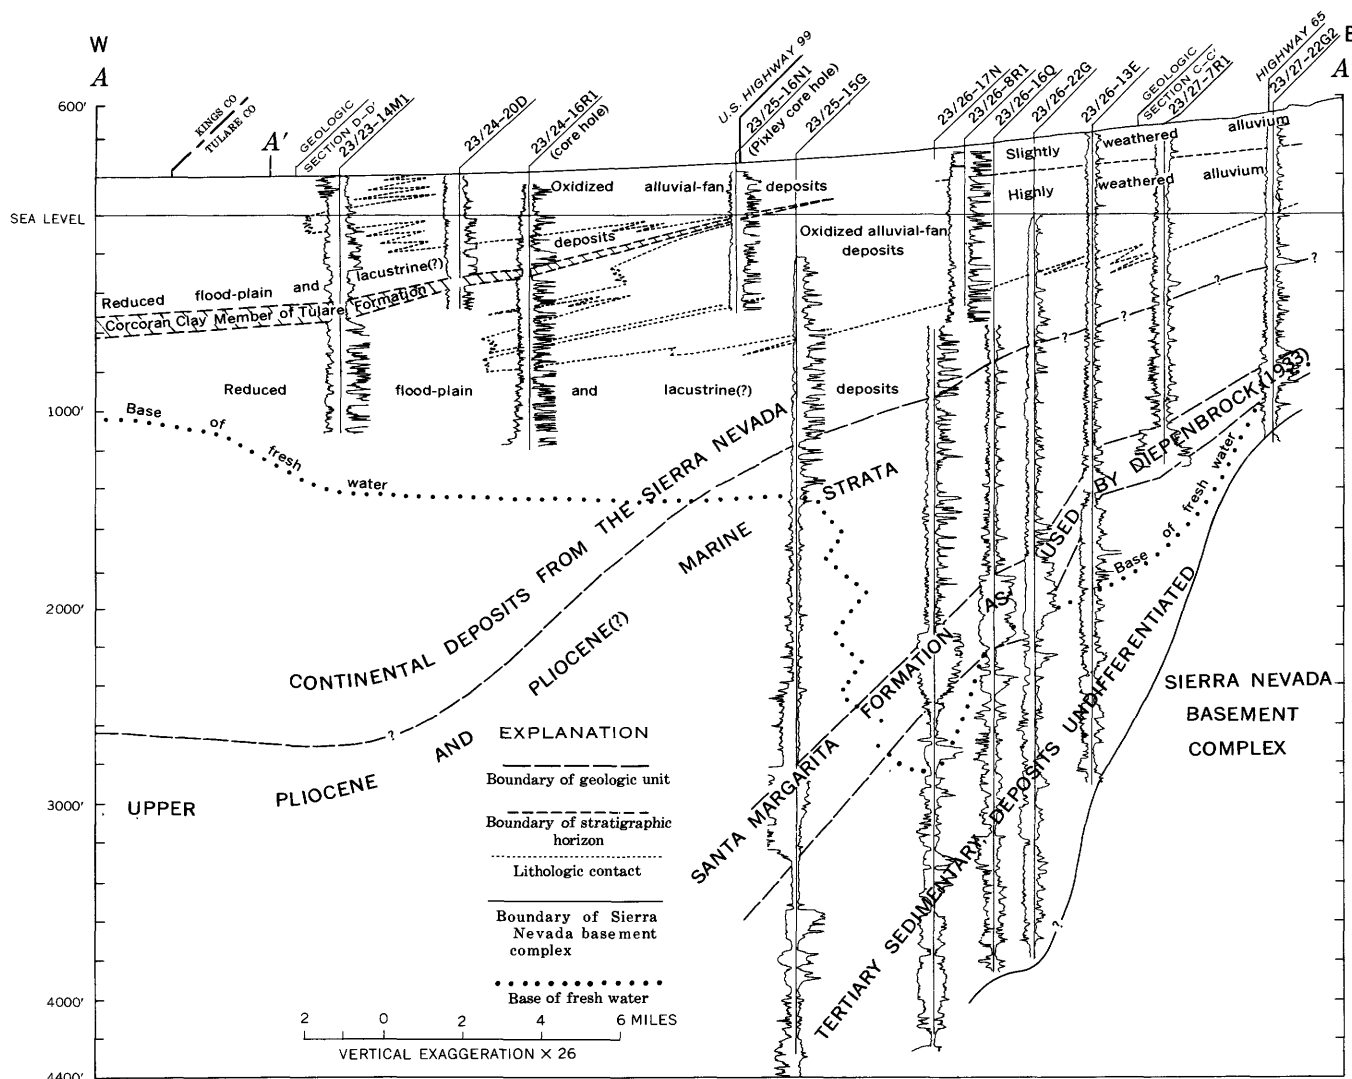 W
E
A
A
600'
SEA LEVEL
1000'
2000'
3000'
4000'
4400'
KINGS CO
TULARE CO
A'
GEOLOGIC
SECTION D–D'
23/23–14M1
23/24–20D
23/24–16R1
(core hole)
U.S. HIGHWAY 99
23/25–16N1
(Pixley core hole)
23/25–15G
23/26–17N
23/26–8R1
23/26–16Q
23/26–22G
23/26–13E
GEOLOGIC
SECTION C–C'
23/27–7R1
HIGHWAY 65
23/27–22G2
Slightly weathered alluvium
Highly weathered alluvium
Oxidized alluvial-fan deposits
Oxidized alluvial-fan
deposits
Reduced flood-plain and lacustrine(?) deposits
Corcoran Clay Member of Tulare Formation
Reduced flood-plain and lacustrine(?) deposits
Base of fresh water
CONTINENTAL DEPOSITS FROM THE SIERRA NEVADA
UPPER PLIOCENE AND PLIOCENE(?) MARINE STRATA
SANTA MARGARITA FORMATION AS USED BY DIEPENBROCK (1933)
TERTIARY SEDIMENTARY DEPOSITS UNDIFFERENTIATED
Base of fresh water
SIERRA NEVADA
BASEMENT
COMPLEX
?
?
?
?
?
?
EXPLANATION
Boundary of geologic unit
Boundary of stratigraphic
horizon
Lithologic contact
Boundary of Sierra
Nevada basement
complex
Base of fresh water
2 0 2 4 6 MILES
VERTICAL EXAGGERATION × 26